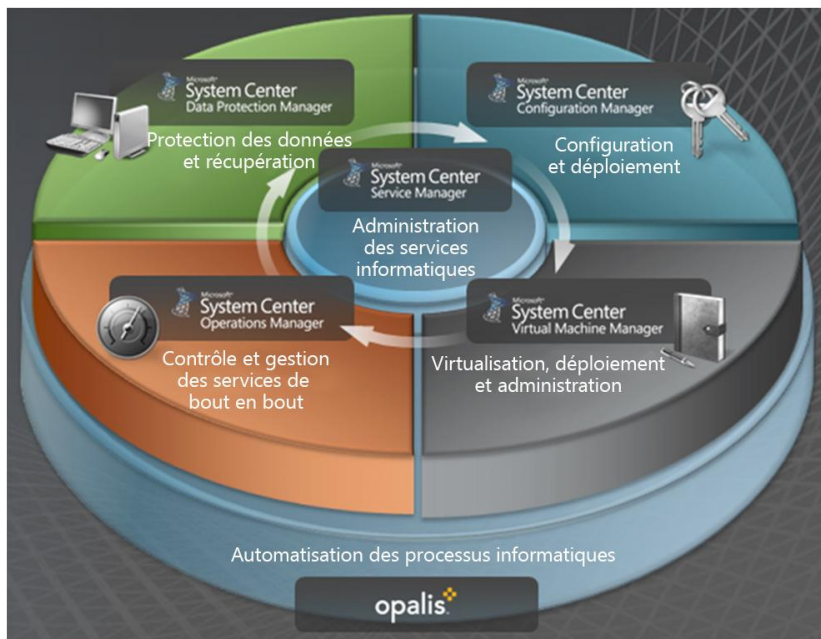 Microsoft
System Center
Data Protection Manager
Protection des données
et récupération
Microsoft
System Center
Configuration Manager
Configuration
et déploiement
Microsoft
System Center
Service Manager
Administration
des services
informatiques
Microsoft
System Center
Operations Manager
Contrôle et gestion
des services de
bout en bout
Microsoft
System Center
Virtual Machine Manager
Virtualisation, déploiement
et administration
Automatisation des processus informatiques
opalis